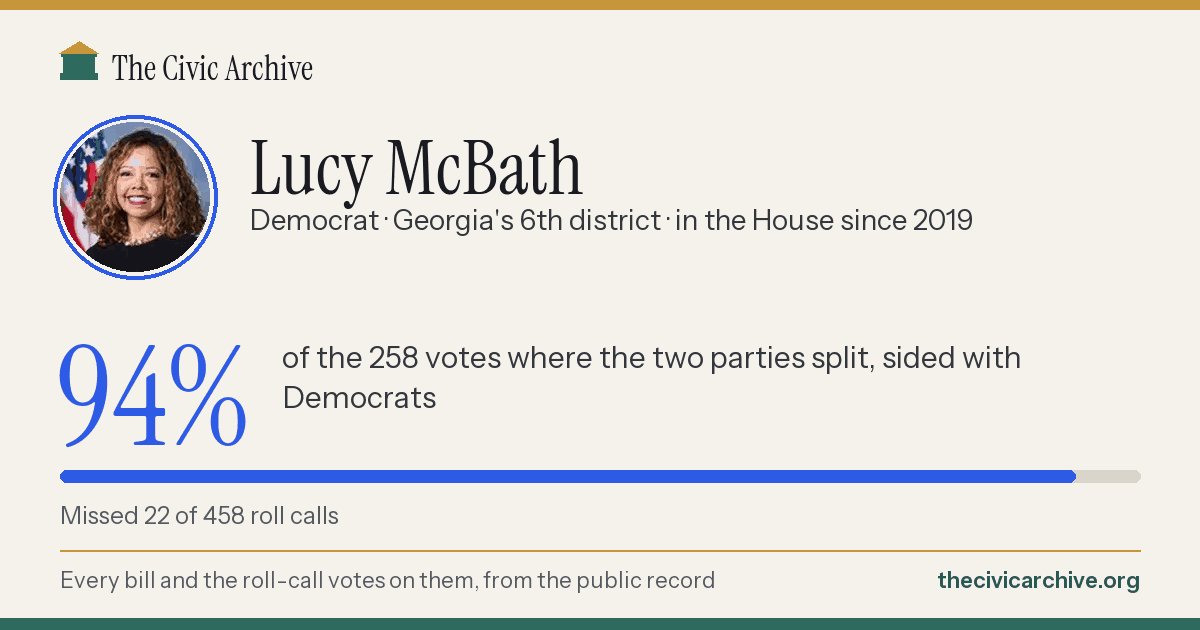 The Civic Archive
Lucy McBath
Democrat · Georgia's 6th district · in the House since 2019
94%
of the 258 votes where the two parties split, sided with
Democrats
Missed 22 of 458 roll calls
Every bill and the roll-call votes on them, from the public record
thecivicarchive.org